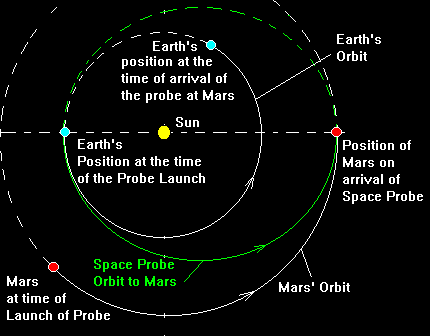 Earth's
position at the
time of arrival of
the probe at Mars
Earth's
Orbit
Sun
Earth's
Position at the time
of the Probe Launch
Position of
Mars on
arrival of
Space Probe
Space Probe
Orbit to Mars
Mars
at time of
Launch of Probe
Mars' Orbit